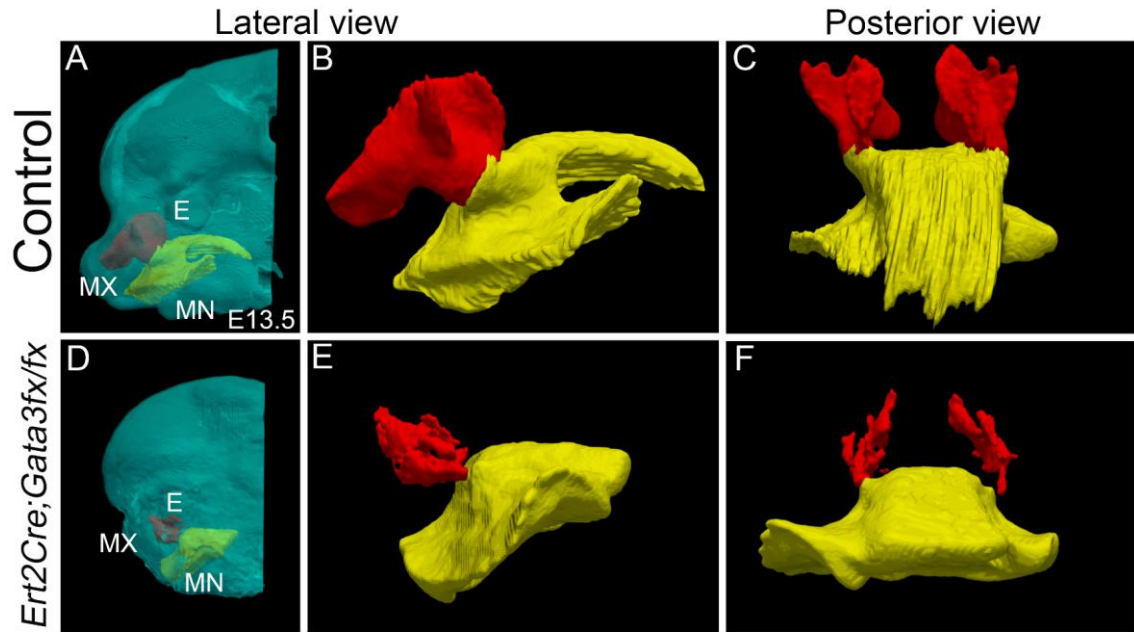 Lateral view Posterior view
Control
A B C
E
MX
MN
E13.5
Ert2Cre;Gata3fx/fx
D E F
E
MX
MN